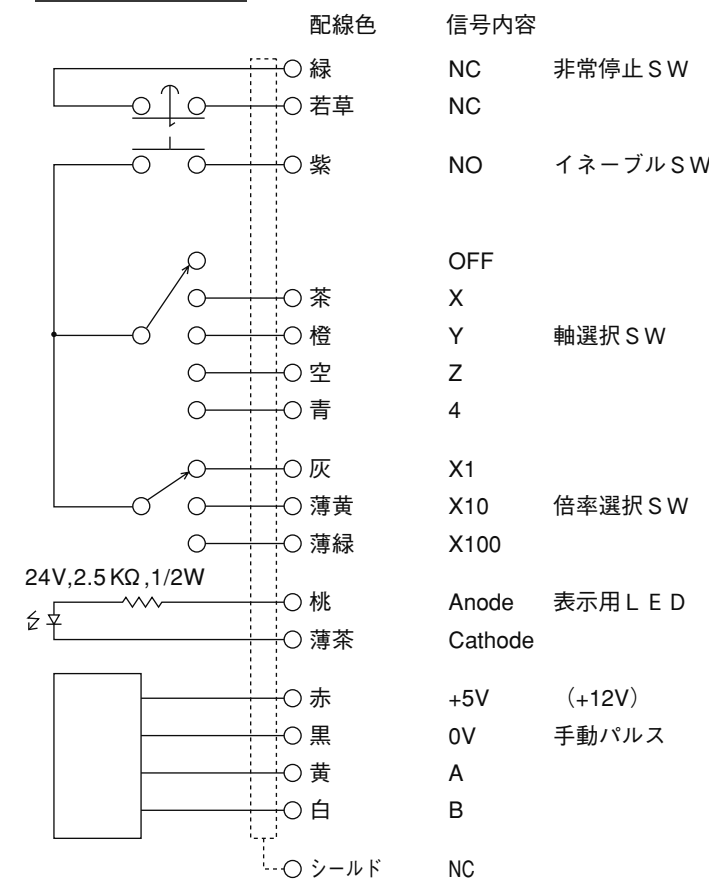 配線色 信号内容
緑 NC 非常停止ＳＷ
若草 NC
紫 NO イネーブルＳＷ
OFF
茶 X
橙 Y 軸選択ＳＷ
空 Z
青 4
灰 X1
薄黄 X10 倍率選択ＳＷ
薄緑 X100
24V,2.5KΩ,1/2W
桃 Anode 表示用ＬＥＤ
薄茶 Cathode
赤 +5V （+12V）
黒 0V 手動パルス
黄 A
白 B
シールド NC